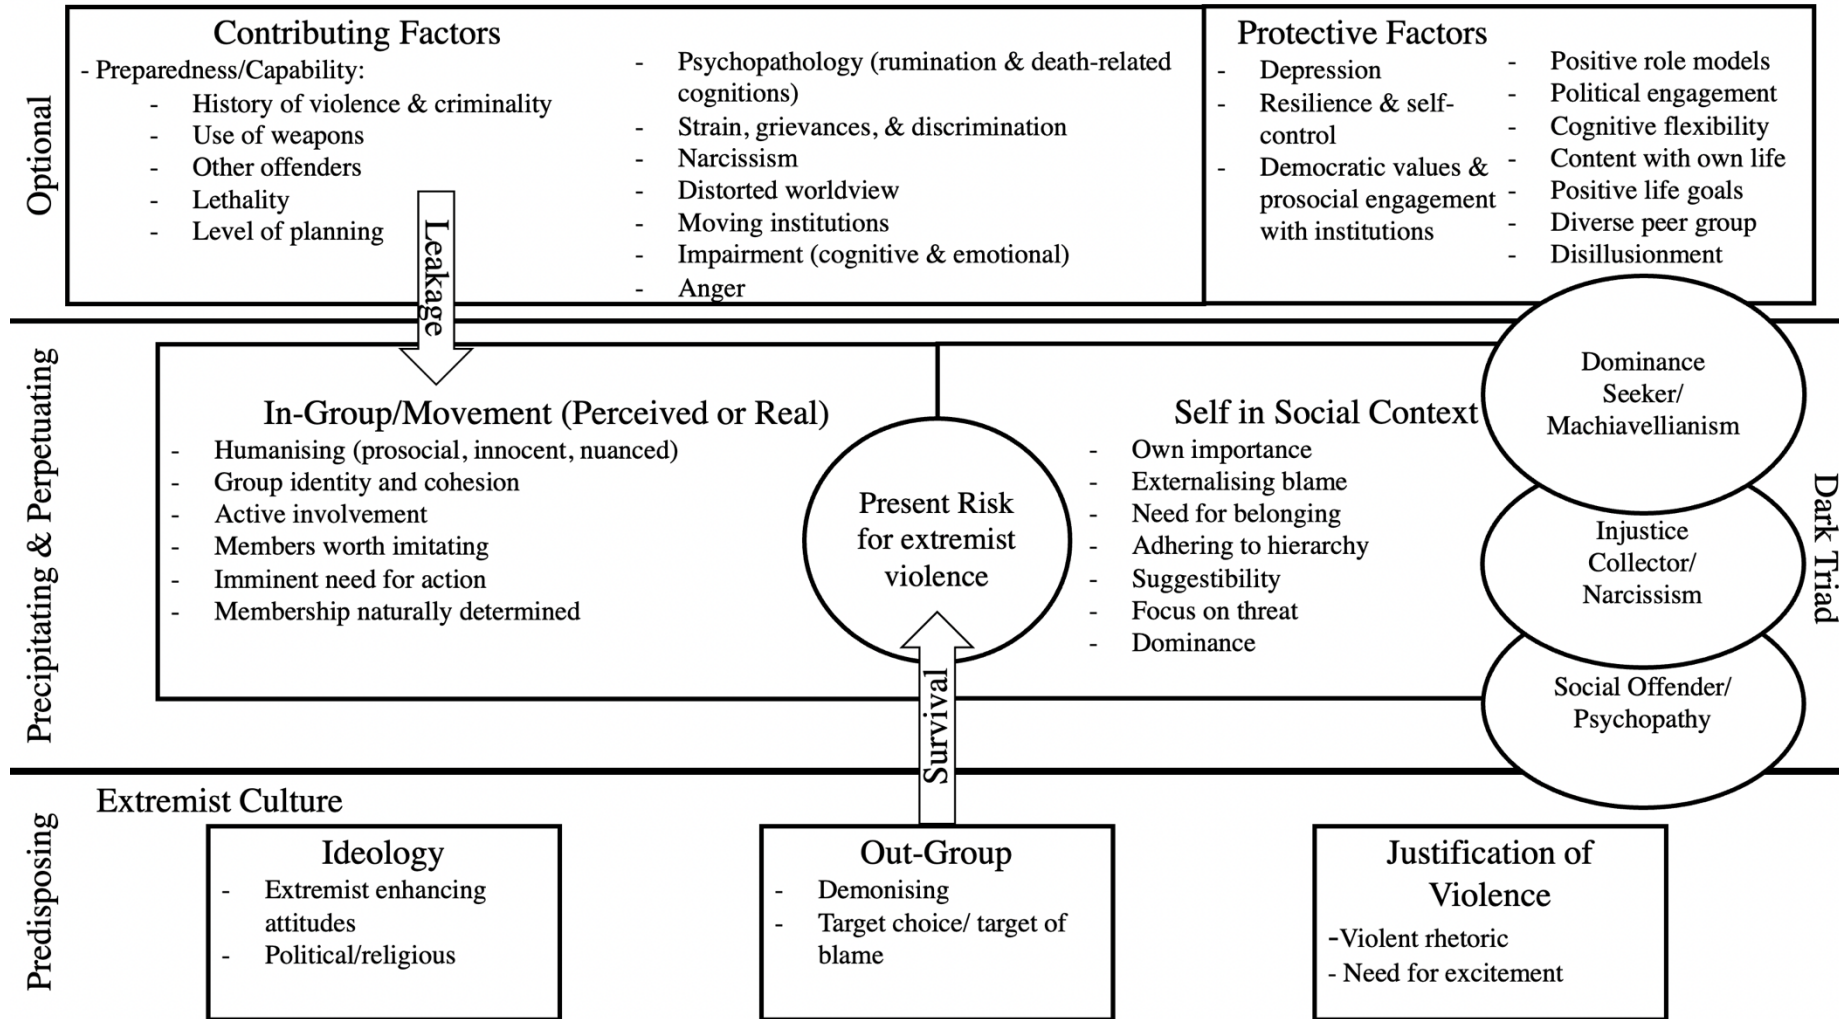 Optional
Contributing Factors
- Preparedness/Capability:
- History of violence & criminality
- Use of weapons
- Other offenders
- Lethality
- Level of planning
- Psychopathology (rumination & death-related
cognitions)
- Strain, grievances, & discrimination
- Narcissism
- Distorted worldview
- Moving institutions
- Impairment (cognitive & emotional)
- Anger
Protective Factors
- Depression
- Resilience & self-
control
- Democratic values &
prosocial engagement
with institutions
- Positive role models
- Political engagement
- Cognitive flexibility
- Content with own life
- Positive life goals
- Diverse peer group
- Disillusionment
Leakage
Precipitating & Perpetuating
In-Group/Movement (Perceived or Real)
- Humanising (prosocial, innocent, nuanced)
- Group identity and cohesion
- Active involvement
- Members worth imitating
- Imminent need for action
- Membership naturally determined
Present Risk
for extremist
violence
Self in Social Context
- Own importance
- Externalising blame
- Need for belonging
- Adhering to hierarchy
- Suggestibility
- Focus on threat
- Dominance
Dominance
Seeker/
Machiavellianism
Injustice
Collector/
Narcissism
Social Offender/
Psychopathy
Dark Triad
Survival
Predisposing
Extremist Culture
Ideology
- Extremist enhancing
attitudes
- Political/religious
Out-Group
- Demonising
- Target choice/ target of
blame
Justification of
Violence
-Violent rhetoric
- Need for excitement